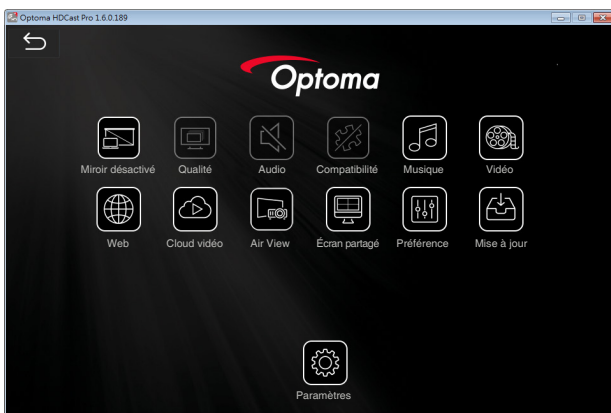 Optoma HDCast Pro 1.6.0.189
Optoma
Miroir désactivé Qualité Audio Compatibilité Musique Vidéo
Web Cloud vidéo Air View Écran partagé Préférence Mise à jour
Paramètres